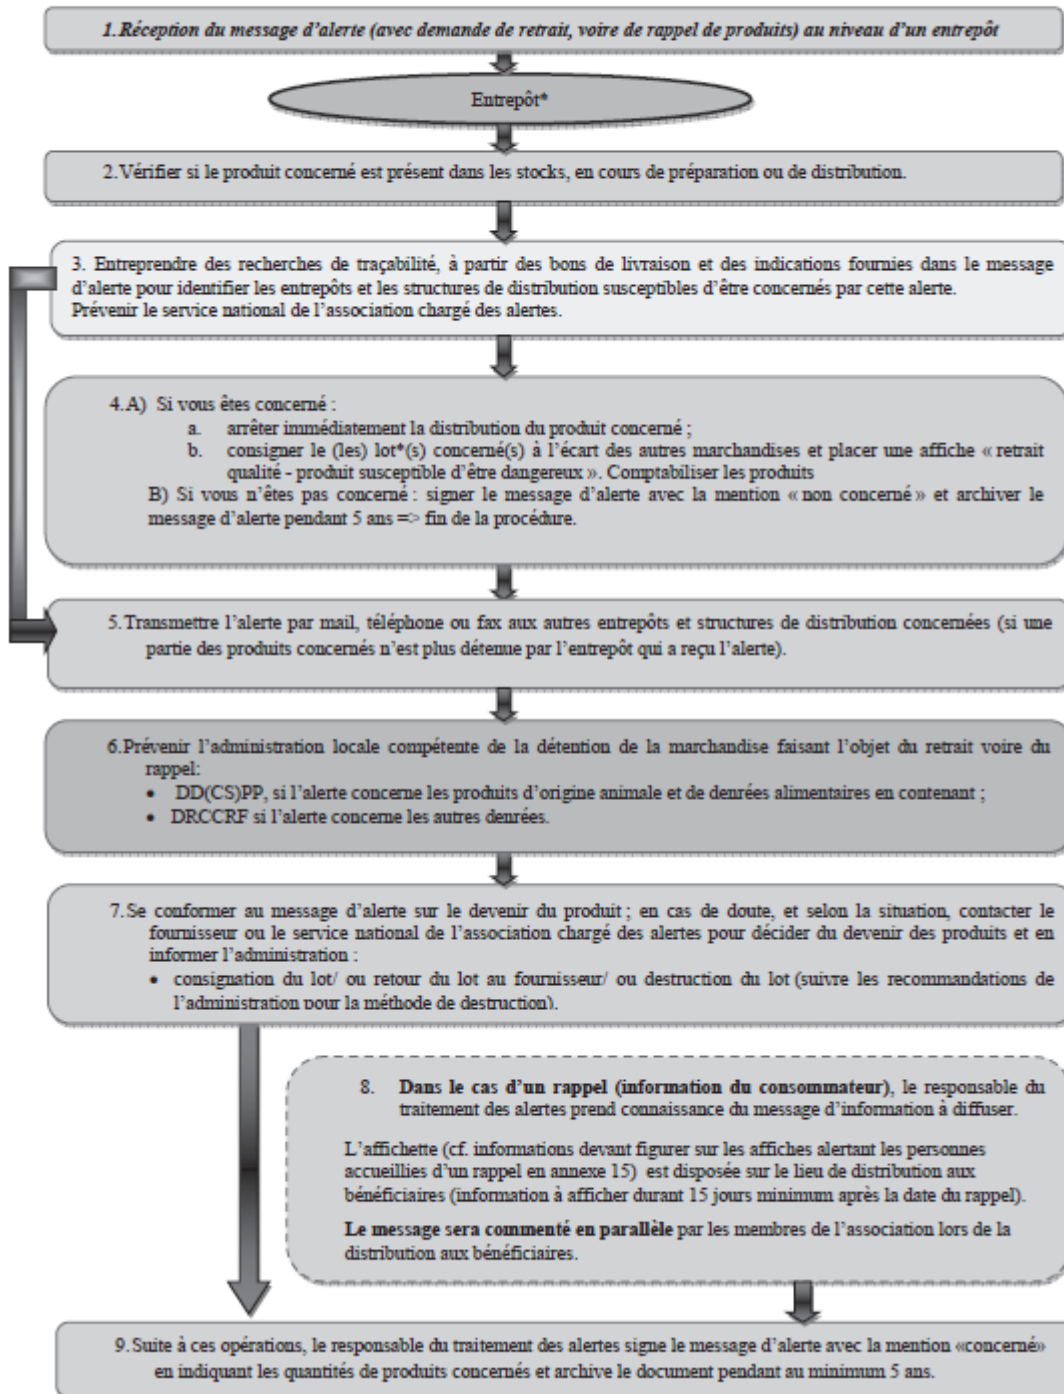 1.Réception du message d'alerte (avec demande de retrait, voire de rappel de produits) au niveau d'un entrepôt
Entrepôt*
2.Vérifier si le produit concerné est présent dans les stocks, en cours de préparation ou de distribution.
3. Entreprendre des recherches de traçabilité, à partir des bons de livraison et des indications fournies dans le message
d'alerte pour identifier les entrepôts et les structures de distribution susceptibles d'être concernés par cette alerte.
Prévenir le service national de l'association chargé des alertes.
4.A) Si vous êtes concerné :
a. arrêter immédiatement la distribution du produit concerné ;
b. consigner le (les) lot*(s) concerné(s) à l'écart des autres marchandises et placer une affiche « retrait
qualité - produit susceptible d'être dangereux ». Comptabiliser les produits
B) Si vous n'êtes pas concerné : signer le message d'alerte avec la mention « non concerné » et archiver le
message d'alerte pendant 5 ans => fin de la procédure.
5.Transmettre l'alerte par mail, téléphone ou fax aux autres entrepôts et structures de distribution concernées (si une
partie des produits concernés n'est plus détenue par l'entrepôt qui a reçu l'alerte).
6.Prévenir l'administration locale compétente de la détention de la marchandise faisant l'objet du retrait voire du
rappel:
• DD(CS)PP, si l'alerte concerne les produits d'origine animale et de denrées alimentaires en contenant ;
• DRCCRF si l'alerte concerne les autres denrées.
7.Se conformer au message d'alerte sur le devenir du produit ; en cas de doute, et selon la situation, contacter le
fournisseur ou le service national de l'association chargé des alertes pour décider du devenir des produits et en
informer l'administration :
• consignation du lot/ ou retour du lot au fournisseur/ ou destruction du lot (suivre les recommandations de
l'administration pour la méthode de destruction).
8. Dans le cas d'un rappel (information du consommateur), le responsable du
traitement des alertes prend connaissance du message d'information à diffuser.
L'affichette (cf. informations devant figurer sur les affiches alertant les personnes
accueillies d'un rappel en annexe 15) est disposée sur le lieu de distribution aux
bénéficiaires (information à afficher durant 15 jours minimum après la date du rappel).
Le message sera commenté en parallèle par les membres de l'association lors de la
distribution aux bénéficiaires.
9.Suite à ces opérations, le responsable du traitement des alertes signe le message d'alerte avec la mention «concerné»
en indiquant les quantités de produits concernés et archive le document pendant au minimum 5 ans.